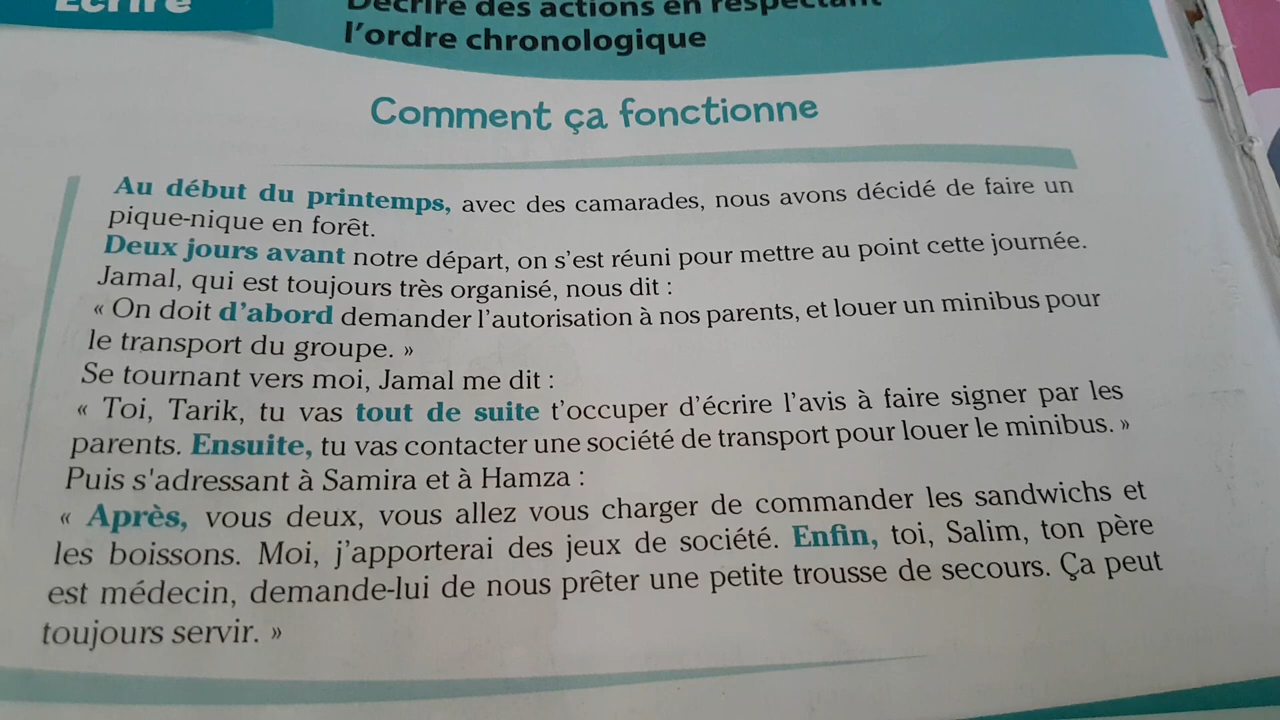 Écrire
Décrire des actions en respectant
l'ordre chronologique
Comment ça fonctionne
Au début du printemps, avec des camarades, nous avons décidé de faire un
pique-nique en forêt.
Deux jours avant notre départ, on s'est réuni pour mettre au point cette journée.
Jamal, qui est toujours très organisé, nous dit :
« On doit d'abord demander l'autorisation à nos parents, et louer un minibus pour
le transport du groupe. »
Se tournant vers moi, Jamal me dit :
« Toi, Tarik, tu vas tout de suite t'occuper d'écrire l'avis à faire signer par les
parents. Ensuite, tu vas contacter une société de transport pour louer le minibus. »
Puis s'adressant à Samira et à Hamza :
« Après, vous deux, vous allez vous charger de commander les sandwichs et
les boissons. Moi, j'apporterai des jeux de société. Enfin, toi, Salim, ton père
est médecin, demande-lui de nous prêter une petite trousse de secours. Ça peut
toujours servir. »